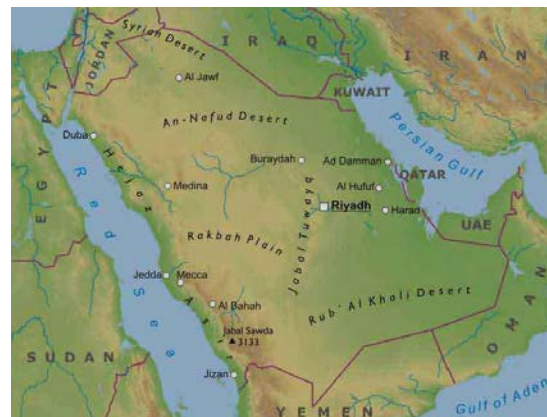 Syrian Desert
IRAQ
IRAN
JORDAN
Al Jawf
KUWAIT
EGYPT
An-Nafud Desert
Persian Gulf
Duba
Hejaz
Buraydah
Ad Damman
QATAR
Medina
Al Hufuf
Riyadh
Harad
Red Sea
Rakbah Plain
Jabal Tuwayq
UAE
Jedda
Mecca
Asir
Al Bahah
Rub' Al Khali Desert
OMAN
Jabal Sawda
▲ 3133
SUDAN
Jizan
YEMEN
Gulf of Aden